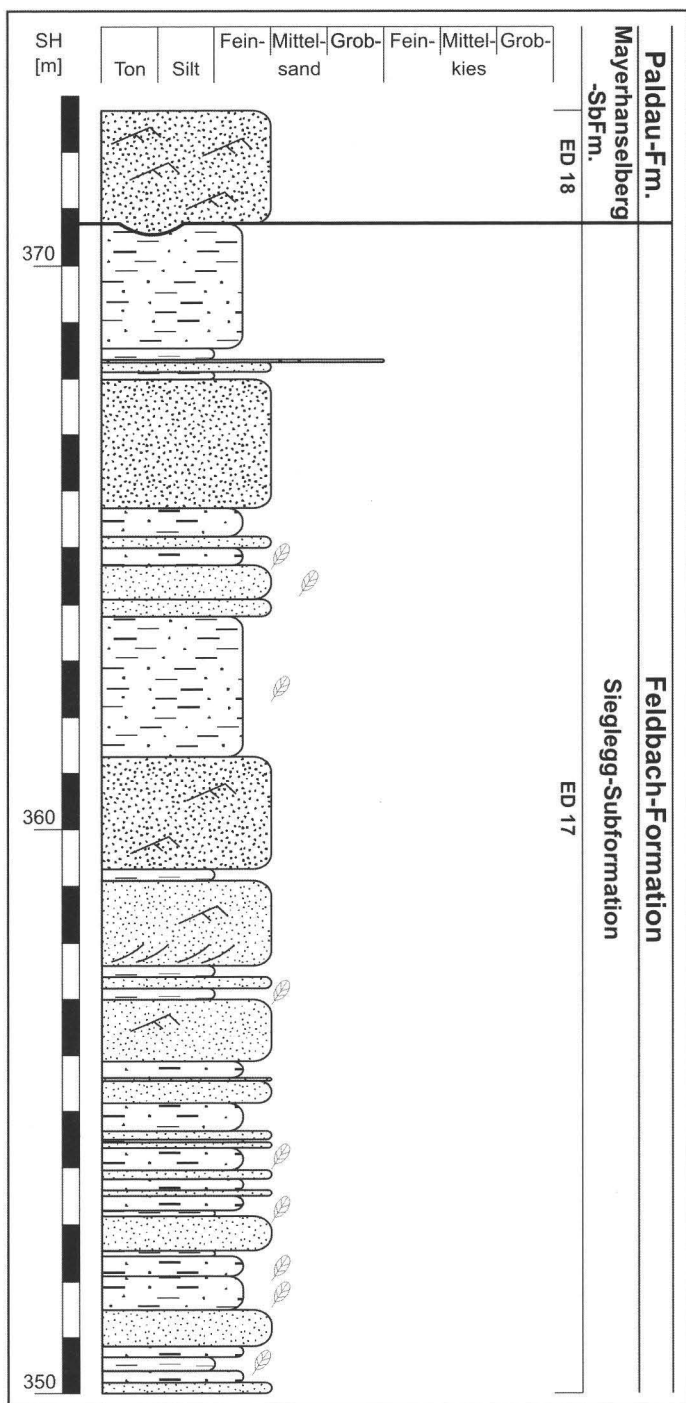 SH
[m]
Ton
Silt
Fein-
Mittel-
Grob-
sand
Fein-
Mittel-
Grob-
kies
Paldau-Fm.
Mayerhanselberg
-SbFm.
ED 18
370
Feldbach-Formation
Sieglegg-Subformation
ED 17
360
350